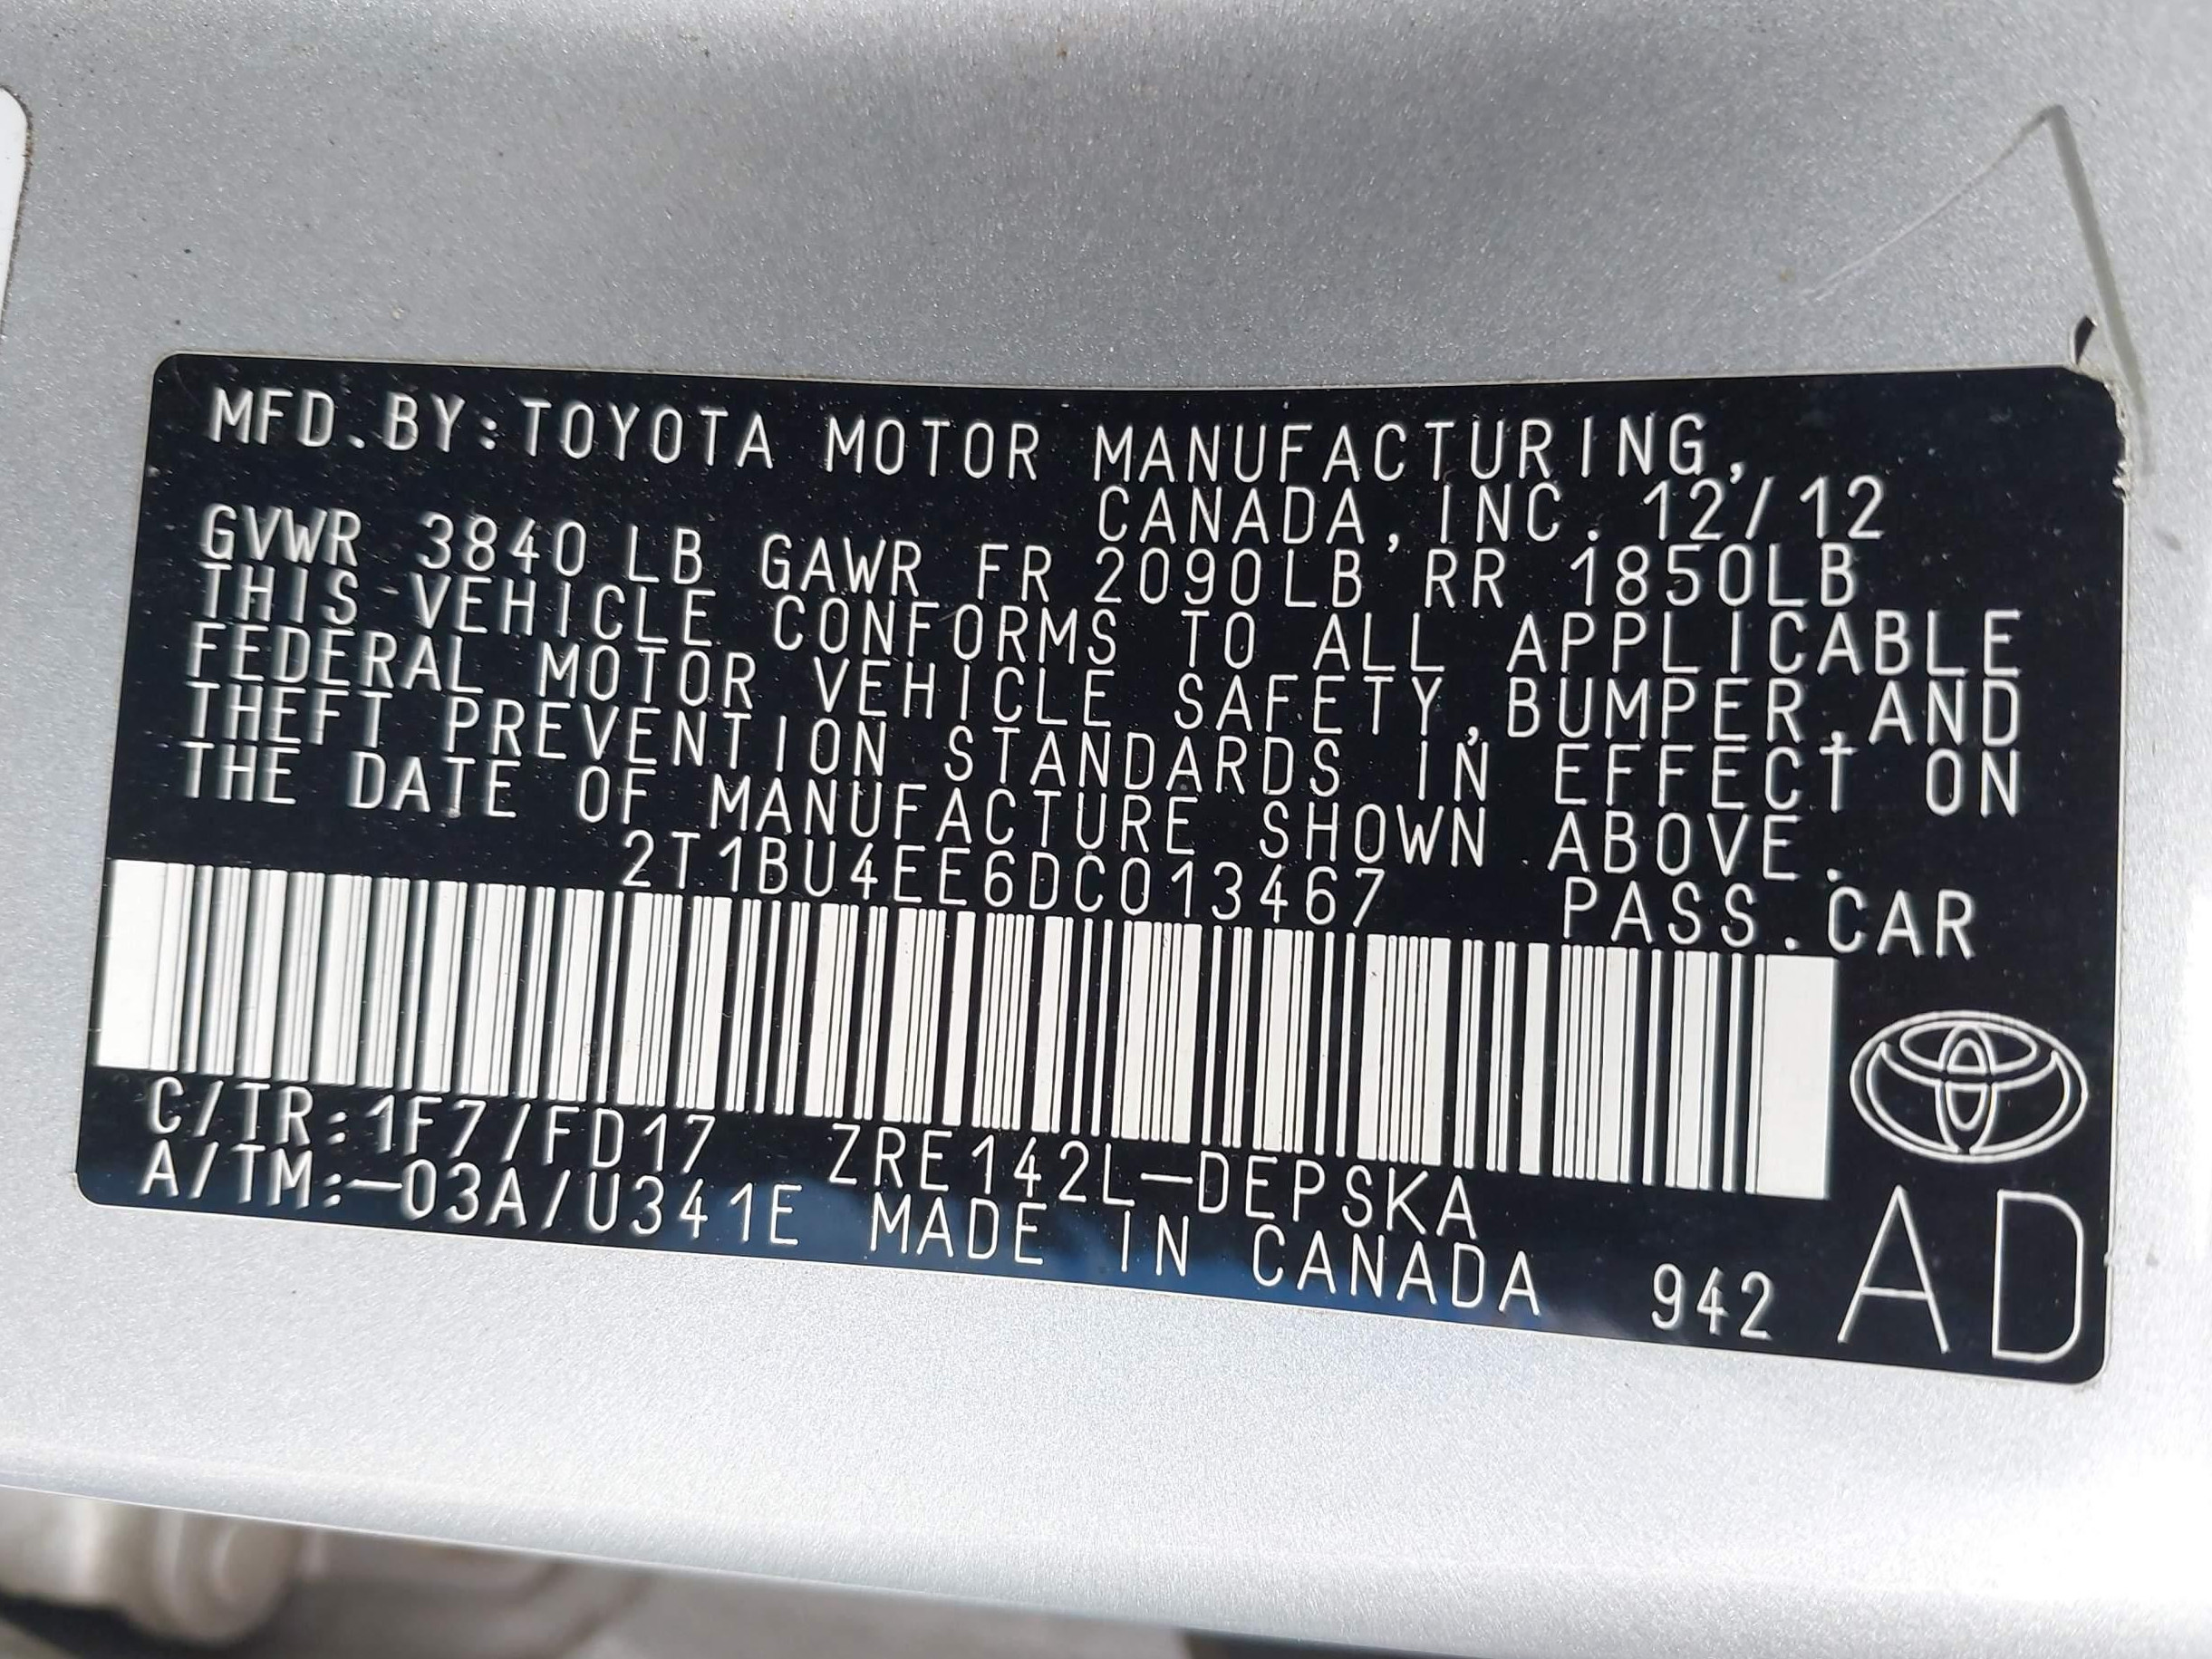 MFD.BY:TOYOTA MOTOR MANUFACTURING,
CANADA,INC. 12/12
GVWR 3840 LB GAWR FR 2090LB RR 1850LB
THIS VEHICLE CONFORMS TO ALL APPLICABLE
FEDERAL MOTOR VEHICLE SAFETY,BUMPER,AND
THEFT PREVENTION STANDARDS IN EFFECT ON
THE DATE OF MANUFACTURE SHOWN ABOVE.
2T1BU4EE6DC013467 PASS.CAR
C/TR:1F7/FD17 ZRE142L-DEPSKA
A/TM:-03A/U341E MADE IN CANADA 942 AD